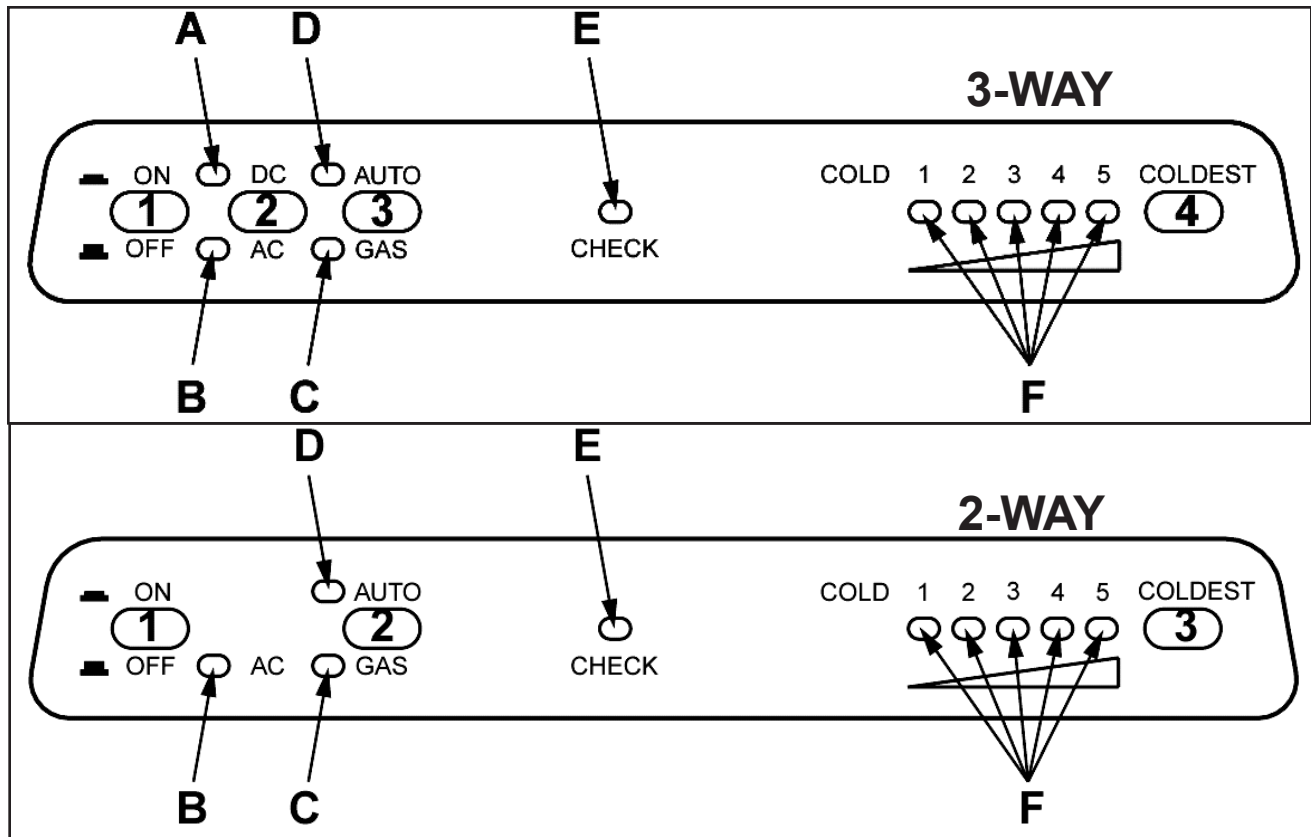 A D E
3-WAY
ON DC AUTO COLD 1 2 3 4 5 COLDEST
1 2 3 4
OFF AC GAS CHECK
B C F
D E
2-WAY
ON AUTO COLD 1 2 3 4 5 COLDEST
1 2 3
OFF AC GAS CHECK
B C F